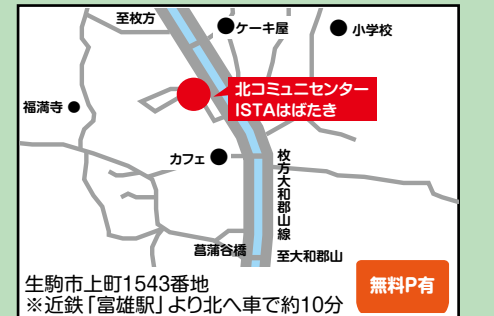 至枚方
ケーキ屋
小学校
北コミュニセンター
ISTAはばたき
福満寺
カフェ
枚方大和郡山線
菖蒲谷橋
至大和郡山
生駒市上町1543番地
※近鉄「富雄駅」より北へ車で約10分
無料P有